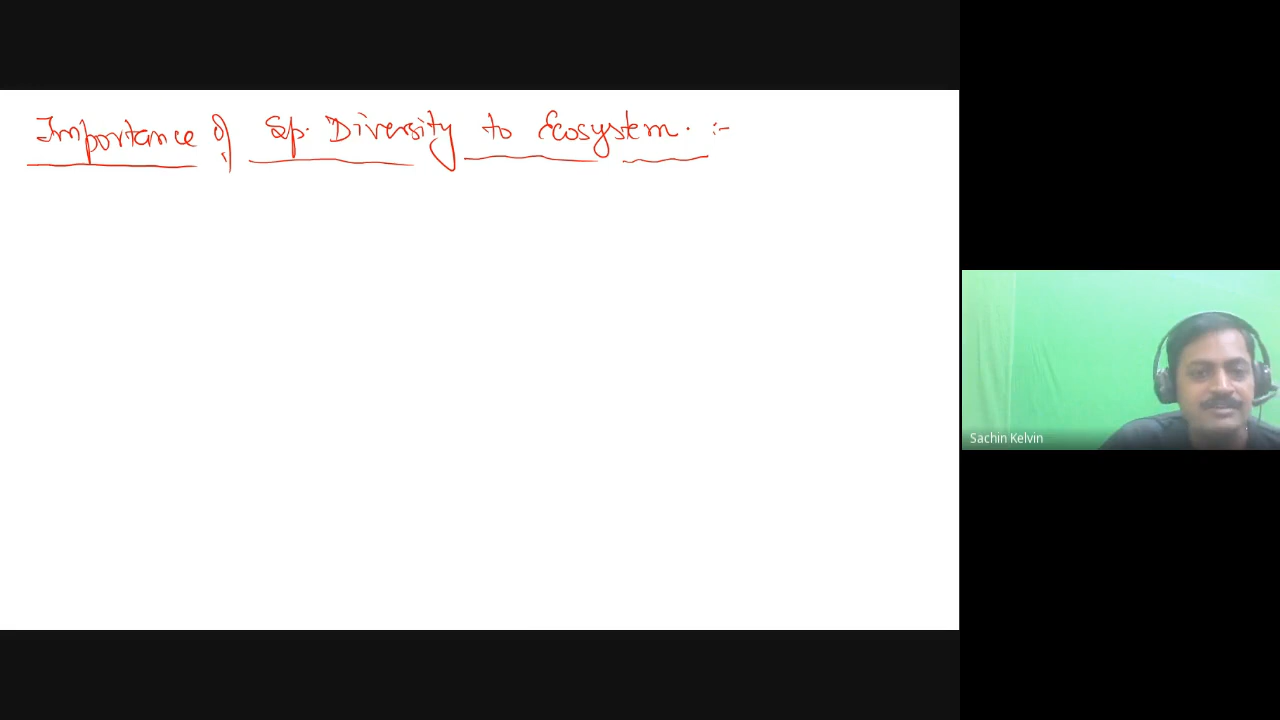 Importance of Sp. Diversity to Ecosystem. :-
Sachin Kelvin